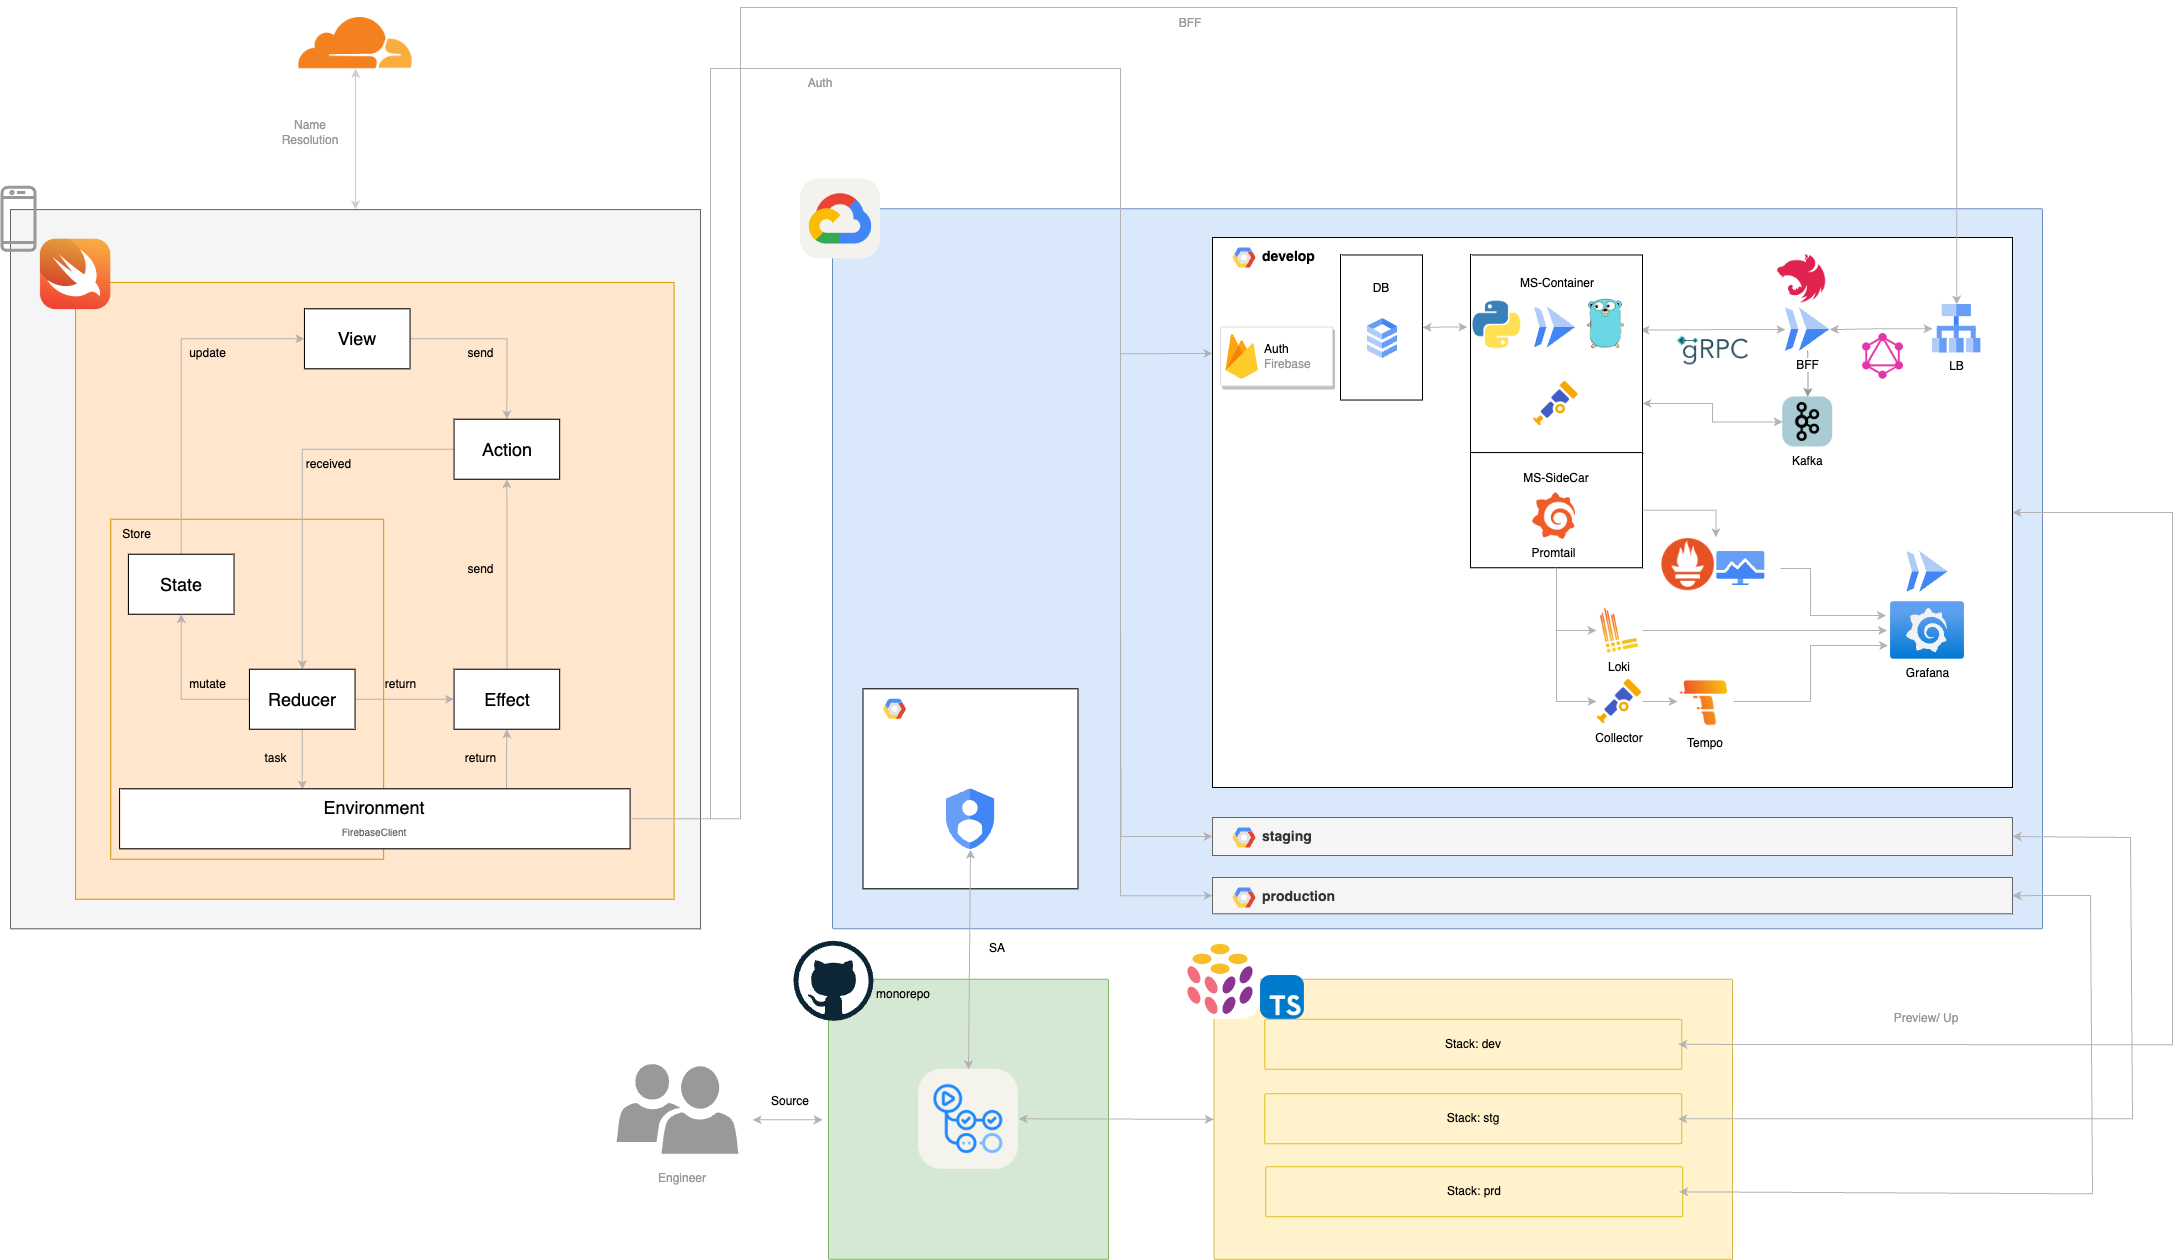 BFF
Auth
Name
Resolution
View
update
send
Action
received
Store
State
send
mutate
Reducer
return
Effect
task
return
Environment
FirebaseClient
develop
DB
MS-Container
Auth
Firebase
gRPC
BFF
LB
Kafka
MS-SideCar
Promtail
Loki
Grafana
Collector
Tempo
staging
production
SA
monorepo
TS
Preview/ Up
Stack: dev
Source
Stack: stg
Engineer
Stack: prd